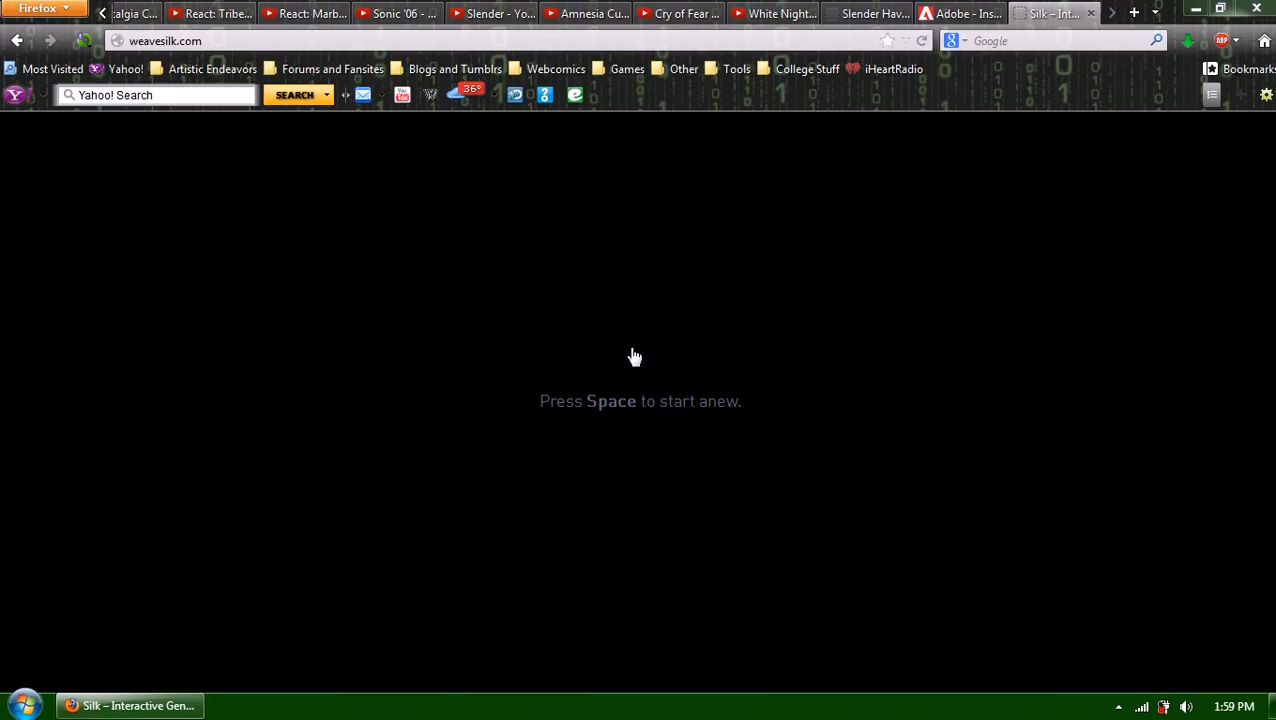 Firefox
talgia C...
React: Tribe...
React: Marb...
Sonic '06 - ...
Slender - Yo...
Amnesia Cu...
Cry of Fear ...
White Night...
Slender Hav...
Adobe - Ins...
Silk – Int...
weavesilk.com
Google
ABP
Most Visited
Yahoo!
Artistic Endeavors
Forums and Fansites
Blogs and Tumblrs
Webcomics
Games
Other
Tools
College Stuff
iHeartRadio
Bookmarks
Yahoo! Search
SEARCH
36°
Press Space to start anew.
Silk – Interactive Gen...
1:59 PM